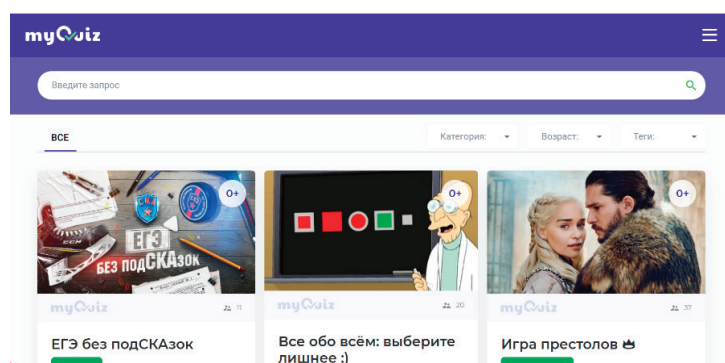 myQuiz
Введите запрос
ВСЕ
Категория:
Возраст:
Теги:
0+
ЕГЭ
БЕЗ ПОДСКАЗОК
0+
0+
myQuiz
11
myQuiz
20
myQuiz
37
ЕГЭ без подСКАзок
Все обо всём: выберите
лишнее :)
Игра престолов